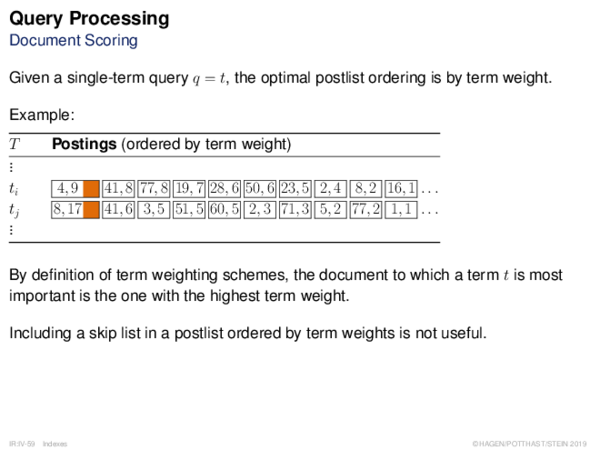 Query Processing
Document Scoring
Given a single-term query q = t, the optimal postlist ordering is by term weight.
Example:
T Postings (ordered by term weight)
⋮
tᵢ 4, 9 41, 8 77, 8 19, 7 28, 6 50, 6 23, 5 2, 4 8, 2 16, 1 ...
tⱼ 8, 17 41, 6 3, 5 51, 5 60, 5 2, 3 71, 3 5, 2 77, 2 1, 1 ...
⋮
By definition of term weighting schemes, the document to which a term t is most
important is the one with the highest term weight.
Including a skip list in a postlist ordered by term weights is not useful.
IR:IV-59 Indexes ©HAGEN/POTTHAST/STEIN 2019